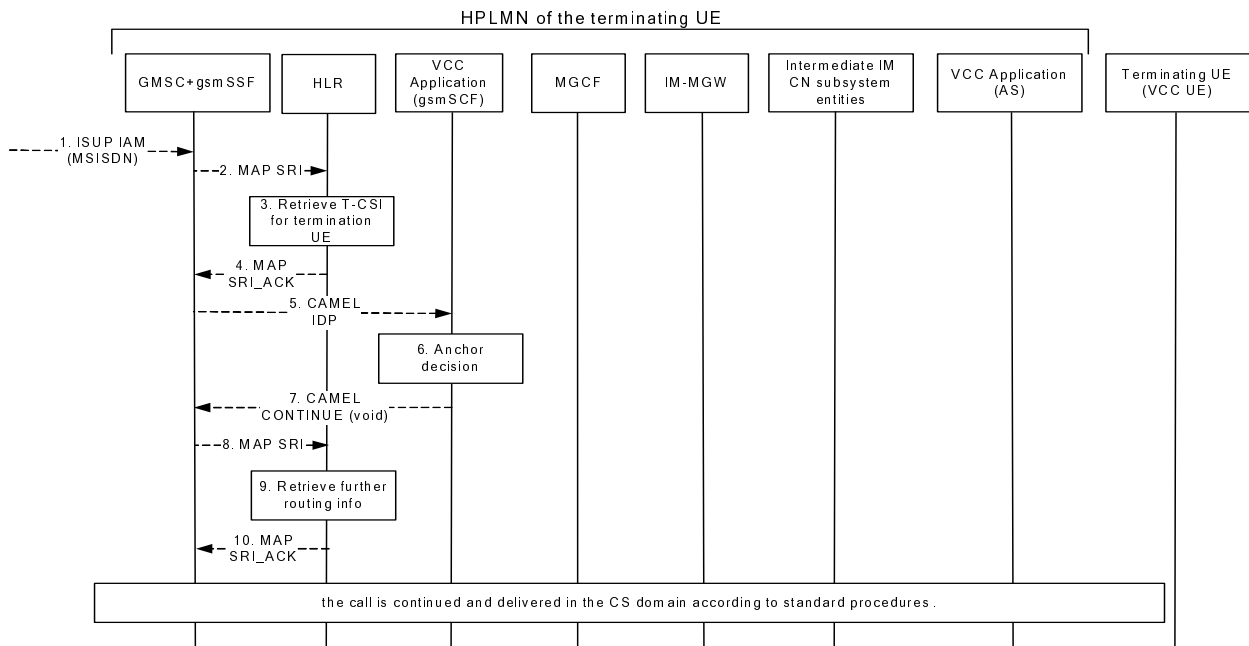 HPLMN of the terminating UE
GMSC+gsmSSF
HLR
VCC
Application
(gsmSCF)
MGCF
IM-MGW
Intermediate IM
CN subsystem
entities
VCC Application
(AS)
Terminating UE
(VCC UE)
1. ISUP IAM
(MSISDN)
2. MAP SRI
3. Retrieve T-CSI
for termination
UE
4. MAP
SRI_ACK
5. CAMEL
IDP
6. Anchor
decision
7. CAMEL
CONTINUE (void)
8. MAP SRI
9. Retrieve further
routing info
10. MAP
SRI_ACK
the call is continued and delivered in the CS domain according to standard procedures .